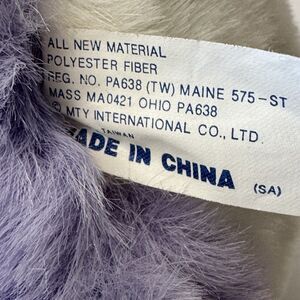 ALL NEW MATERIAL
POLYESTER FIBER
REG. NO. PA638 (TW) MAINE 575-ST
MASS MA0421 OHIO PA638
© MTY INTERNATIONAL CO., LTD.
TAIWAN
MADE IN CHINA
(SA)